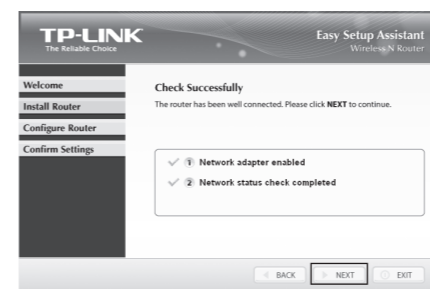 TP-LINK
The Reliable Choice
Easy Setup Assistant
Wireless N Router
Welcome
Install Router
Configure Router
Confirm Settings
Check Successfully
The router has been well connected. Please click NEXT to continue.
1 Network adapter enabled
2 Network status check completed
BACK
NEXT
EXIT